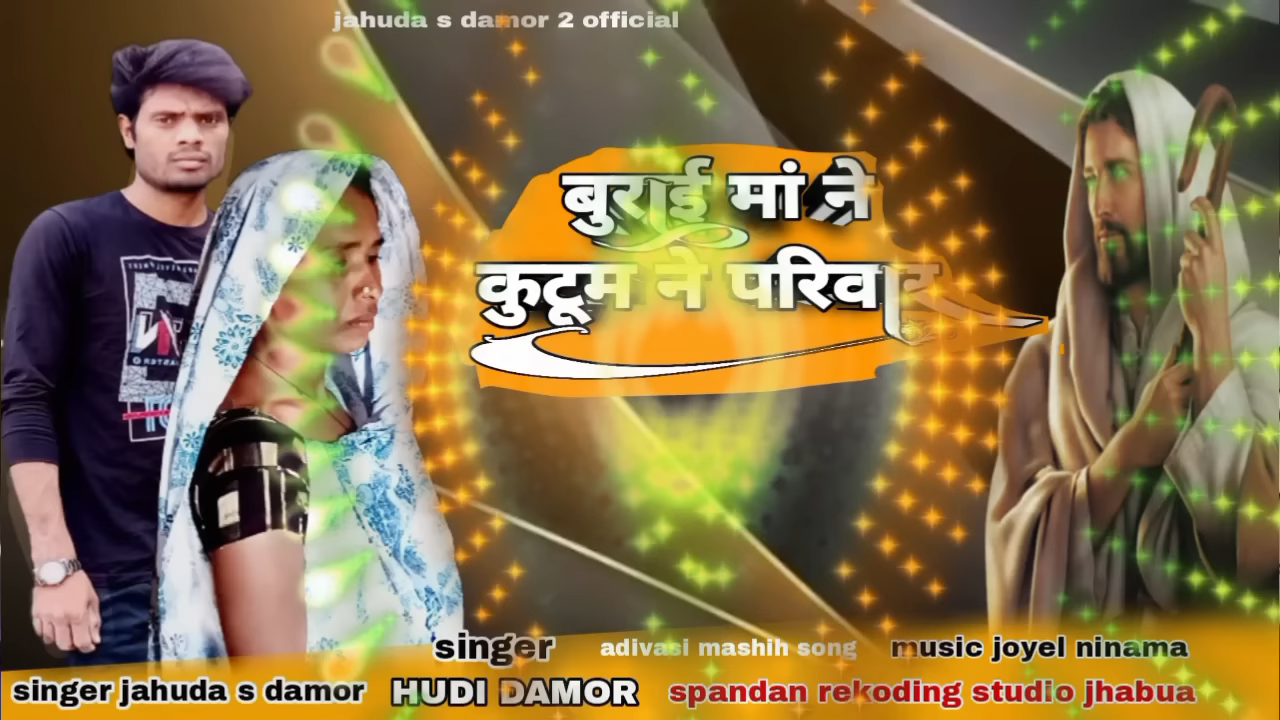 jahuda s damor 2 official
बुराई मां ने
कुटूम ने परिवार
singer
adivasi mashih song
music joyel ninama
singer jahuda s damor
HUDI DAMOR
spandan rekoding studio jhabua